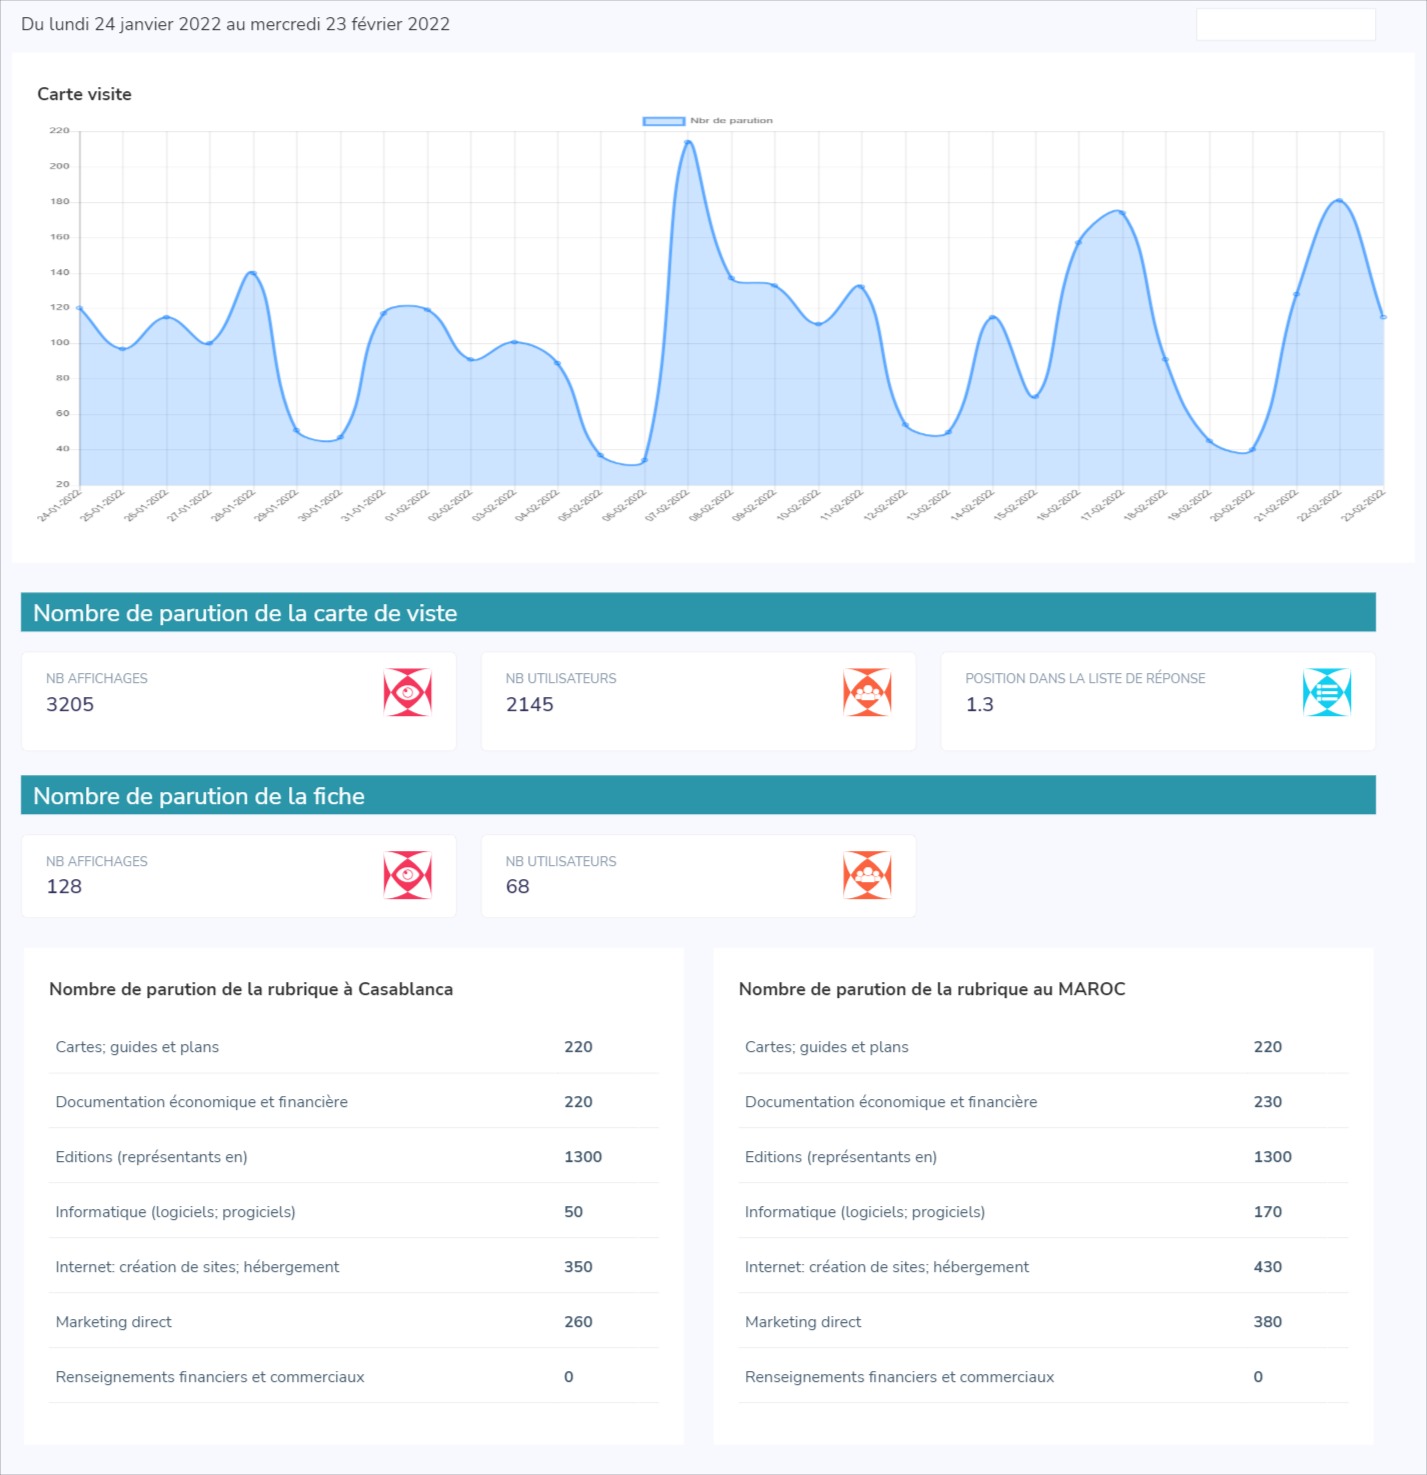 Du lundi 24 janvier 2022 au mercredi 23 février 2022
Carte visite
Nbr de parution
220
200
180
160
140
120
100
80
60
40
20
24-01-2022
25-01-2022
26-01-2022
27-01-2022
28-01-2022
29-01-2022
30-01-2022
31-01-2022
01-02-2022
02-02-2022
03-02-2022
04-02-2022
05-02-2022
06-02-2022
07-02-2022
08-02-2022
09-02-2022
10-02-2022
11-02-2022
12-02-2022
13-02-2022
14-02-2022
15-02-2022
16-02-2022
17-02-2022
18-02-2022
19-02-2022
20-02-2022
21-02-2022
22-02-2022
23-02-2022
Nombre de parution de la carte de viste
NB AFFICHAGES
3205
NB UTILISATEURS
2145
POSITION DANS LA LISTE DE RÉPONSE
1.3
Nombre de parution de la fiche
NB AFFICHAGES
128
NB UTILISATEURS
68
Nombre de parution de la rubrique à Casablanca
Cartes; guides et plans 220
Documentation économique et financière 220
Editions (représentants en) 1300
Informatique (logiciels; progiciels) 50
Internet: création de sites; hébergement 350
Marketing direct 260
Renseignements financiers et commerciaux 0
Nombre de parution de la rubrique au MAROC
Cartes; guides et plans 220
Documentation économique et financière 230
Editions (représentants en) 1300
Informatique (logiciels; progiciels) 170
Internet: création de sites; hébergement 430
Marketing direct 380
Renseignements financiers et commerciaux 0